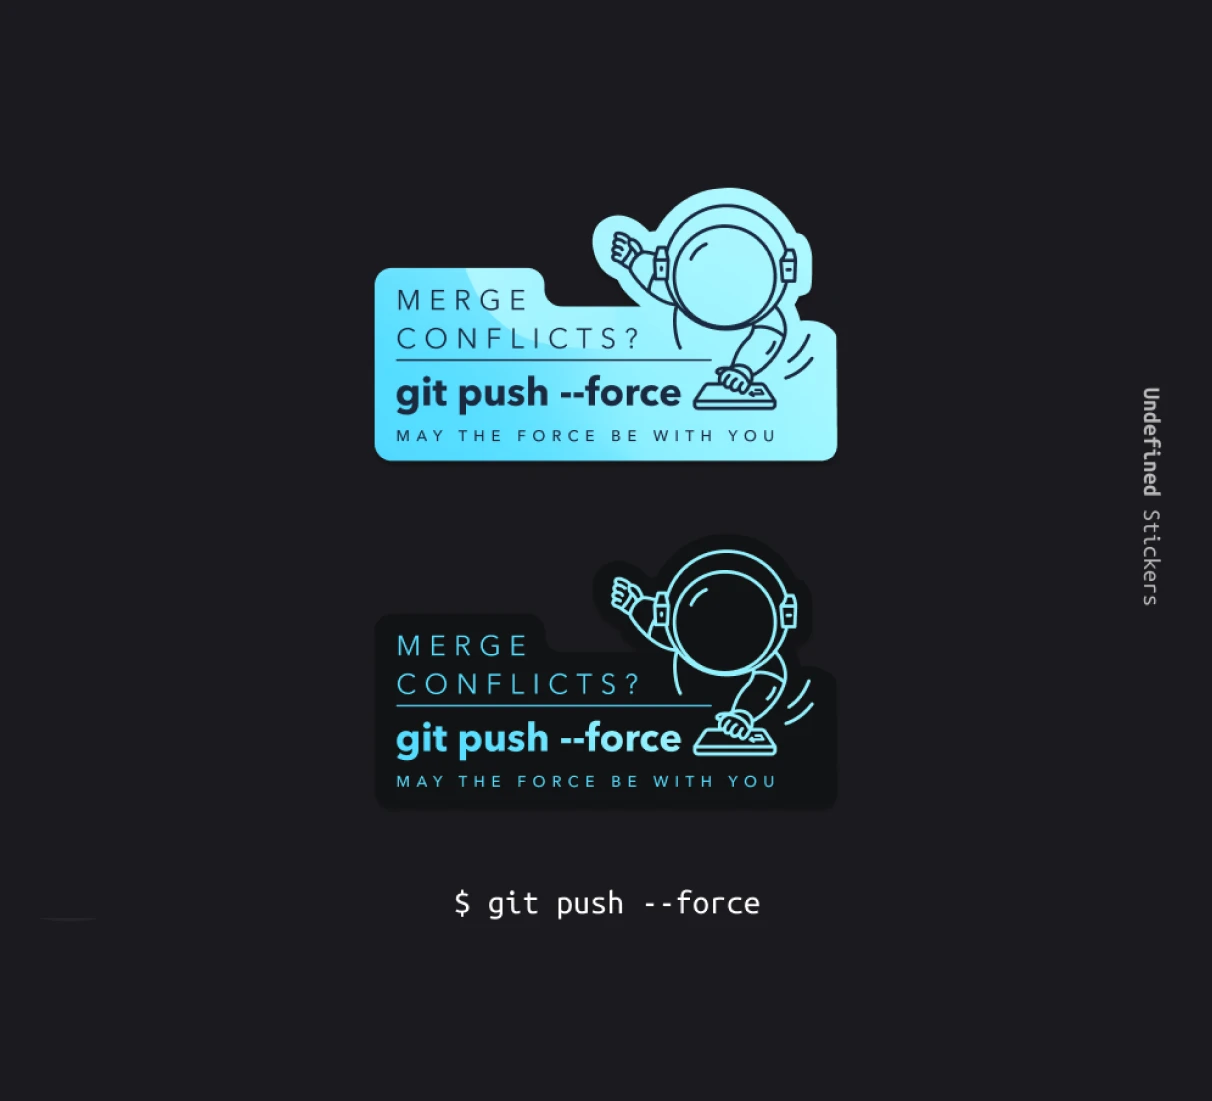 MERGE
CONFLICTS?
git push --force
MAY THE FORCE BE WITH YOU
MERGE
CONFLICTS?
git push --force
MAY THE FORCE BE WITH YOU
$ git push --force
Undefined Stickers